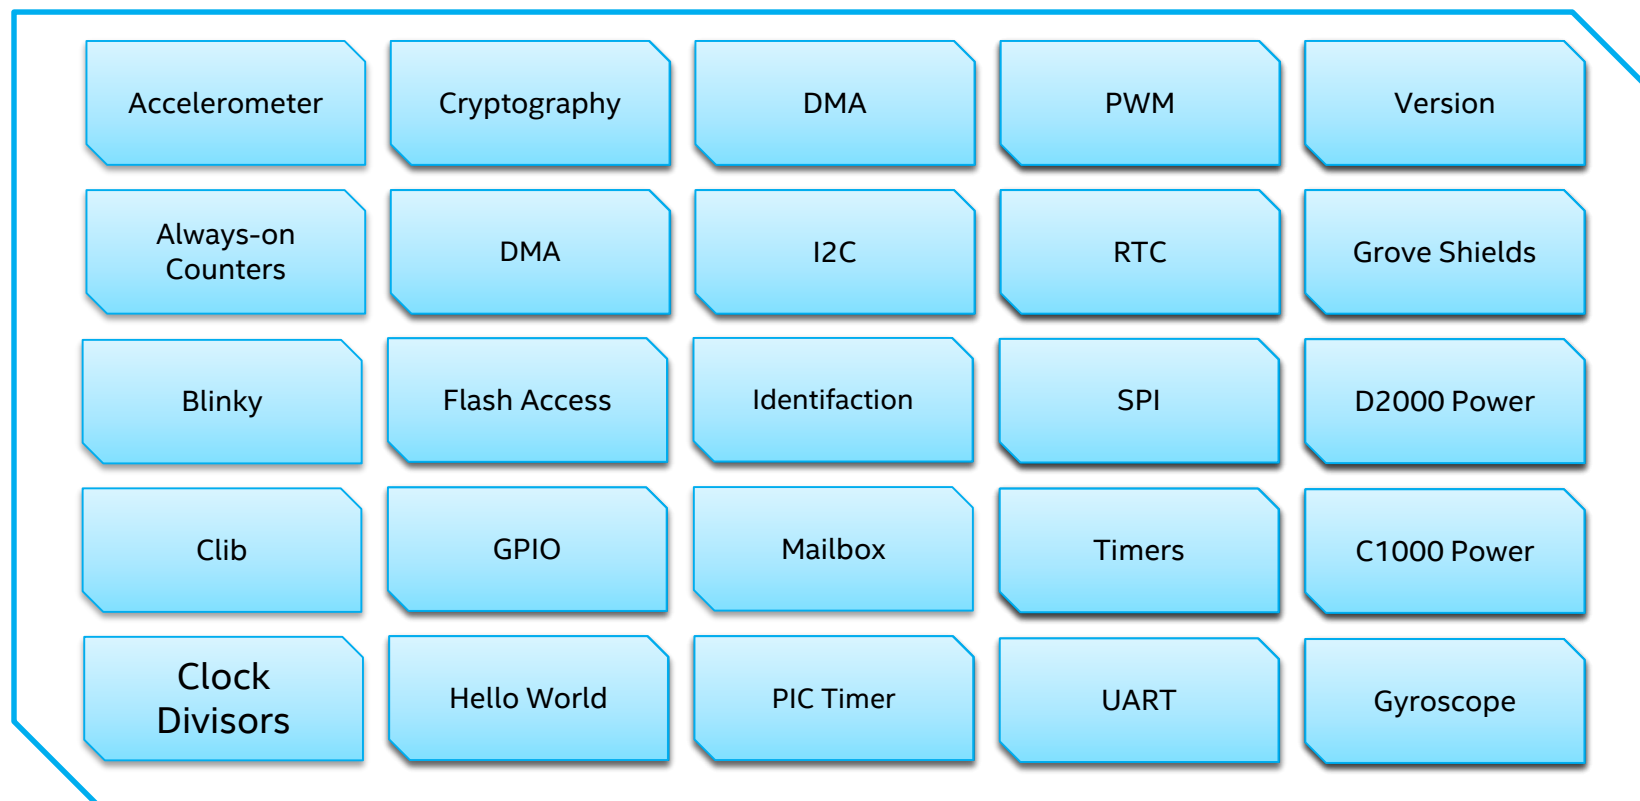 Accelerometer
Cryptography
DMA
PWM
Version
Always-on
Counters
DMA
I2C
RTC
Grove Shields
Blinky
Flash Access
Identifaction
SPI
D2000 Power
Clib
GPIO
Mailbox
Timers
C1000 Power
Clock
Divisors
Hello World
PIC Timer
UART
Gyroscope